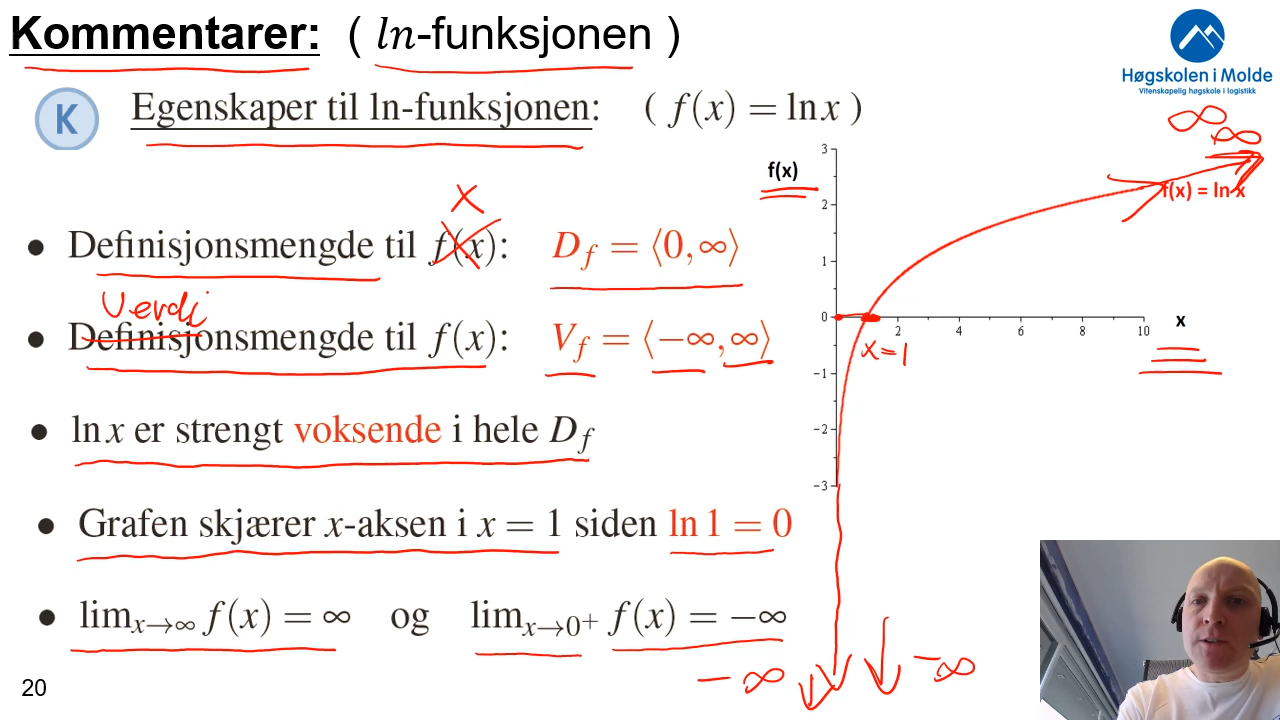 Kommentarer: ( ln-funksjonen )
Høgskolen i Molde
Vitenskapelig høgskole i logistikk
K Egenskaper til ln-funksjonen: ( f(x) = ln x )
∞ ∞
f(x)
f(x) = ln x
3
2
1
0 2 4 6 8 10 x
x=1
−1
−2
−3
x
• Definisjonsmengde til f(x): D_f = ⟨0, ∞⟩
Verdi
• Definisjonsmengde til f(x): V_f = ⟨−∞, ∞⟩
• ln x er strengt voksende i hele D_f
• Grafen skjærer x-aksen i x = 1 siden ln 1 = 0
• lim_{x→∞} f(x) = ∞ og lim_{x→0⁺} f(x) = −∞
−∞ −∞
20